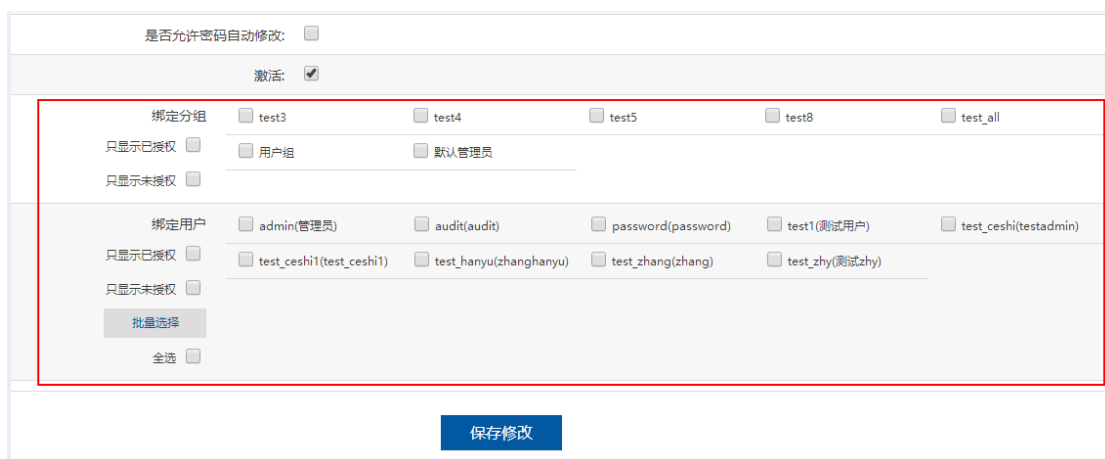 是否允许密码自动修改:
激活:
绑定分组 test3 test4 test5 test8 test_all
只显示已授权 用户组 默认管理员
只显示未授权
绑定用户 admin(管理员) audit(audit) password(password) test1(测试用户) test_ceshi(testadmin)
只显示已授权 test_ceshi1(test_ceshi1) test_hanyu(zhanghanyu) test_zhang(zhang) test_zhy(测试zhy)
只显示未授权
批量选择
全选
保存修改